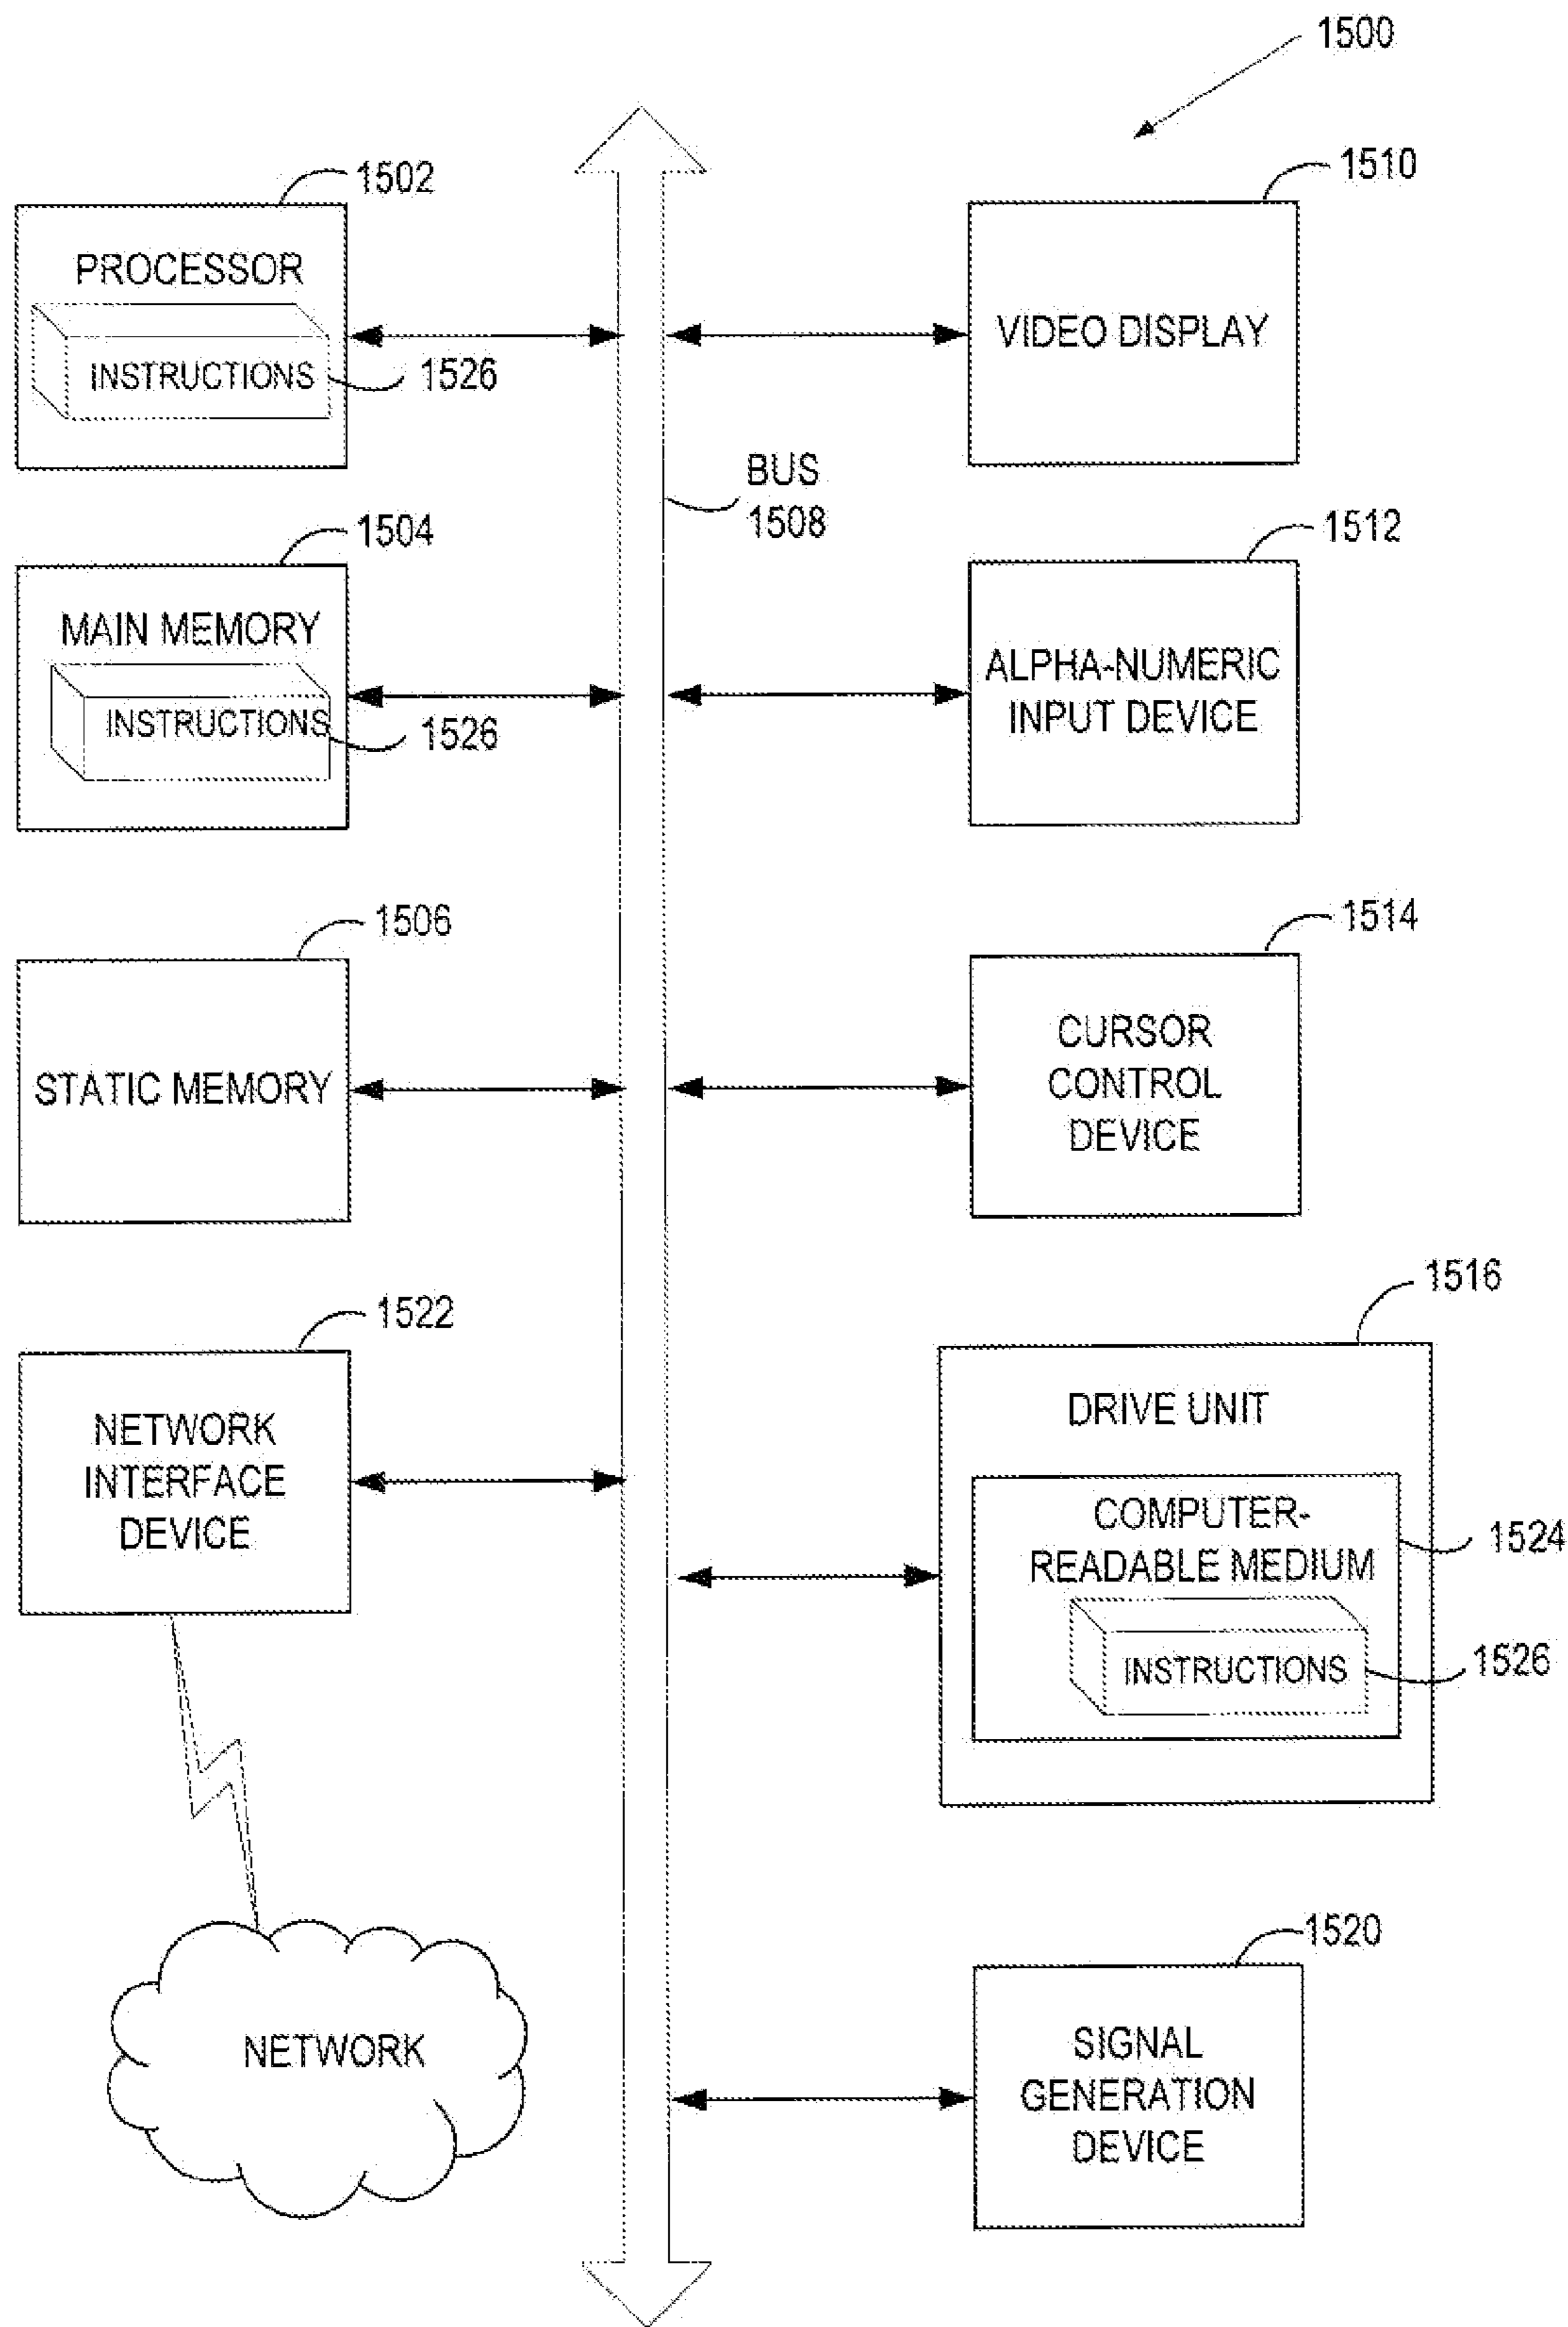 1500
1502
PROCESSOR
INSTRUCTIONS
1526
1510
VIDEO DISPLAY
BUS
1508
1504
MAIN MEMORY
INSTRUCTIONS
1526
1512
ALPHA-NUMERIC
INPUT DEVICE
1506
STATIC MEMORY
1514
CURSOR
CONTROL
DEVICE
1522
NETWORK
INTERFACE
DEVICE
1516
DRIVE UNIT
COMPUTER-
READABLE MEDIUM
1524
INSTRUCTIONS
1526
NETWORK
1520
SIGNAL
GENERATION
DEVICE